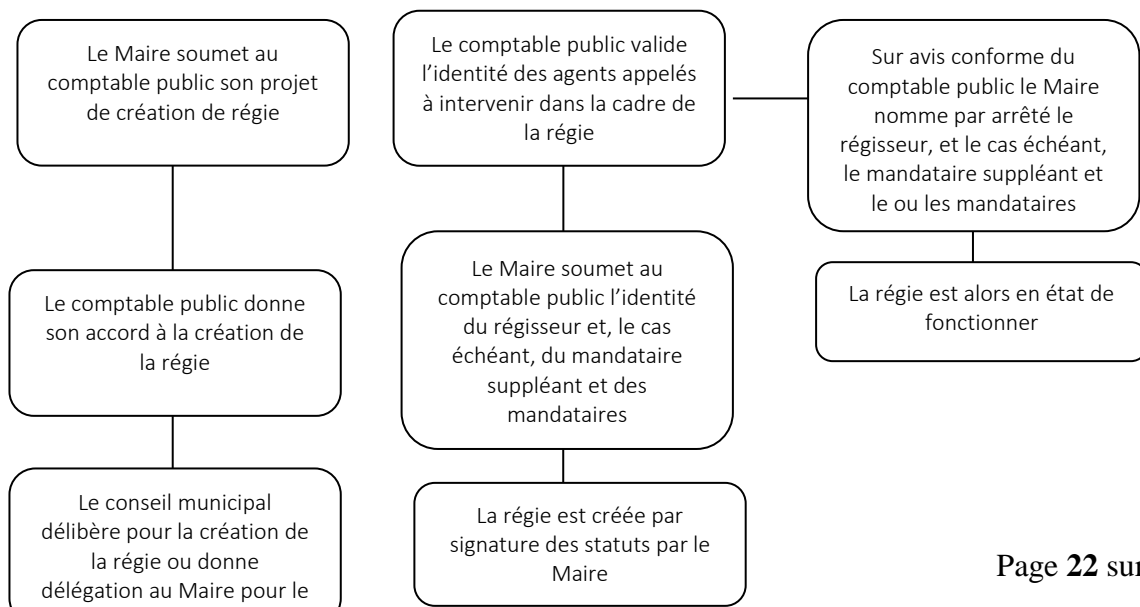 Le Maire soumet au
comptable public son projet
de création de régie
Le comptable public donne
son accord à la création de
la régie
Le conseil municipal
délibère pour la création de
la régie ou donne
délégation au Maire pour le
Le comptable public valide
l’identité des agents appelés
à intervenir dans la cadre de
la régie
Le Maire soumet au
comptable public l’identité
du régisseur et, le cas
échéant, du mandataire
suppléant et des
mandataires
La régie est créée par
signature des statuts par le
Maire
Sur avis conforme du
comptable public le Maire
nomme par arrêté le
régisseur, et le cas échéant,
le mandataire suppléant et
le ou les mandataires
La régie est alors en état de
fonctionner
Page 22 sur